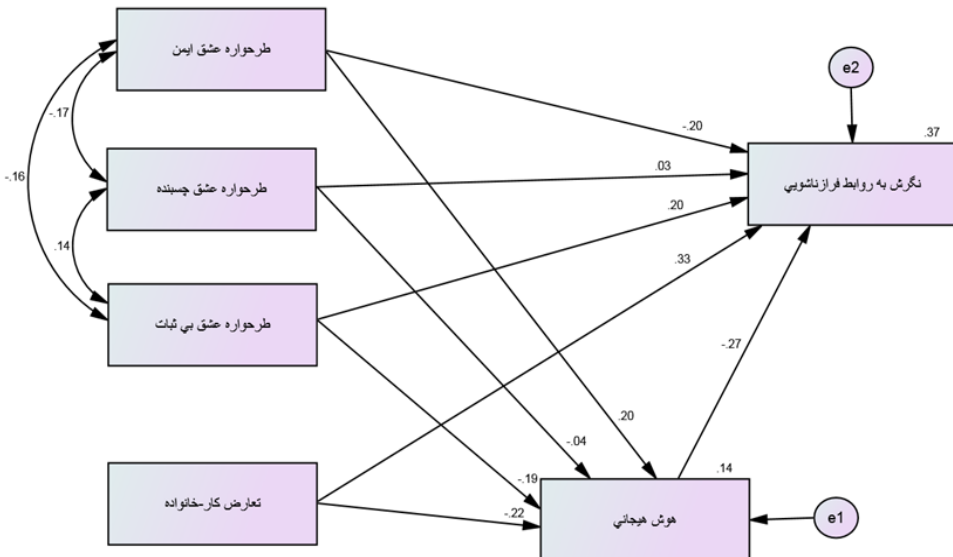 طرحواره عشق ايمن
e2
-.17
-.20
.37
-.16
طرحواره عشق چسبنده
.03
نگرش به روابط فرازناشويي
.20
.14
.33
طرحواره عشق بي ثبات
-.27
.20
-.04
-.19
.14
تعارض کار-خانواده
-.22
هوش هيجاني
e1